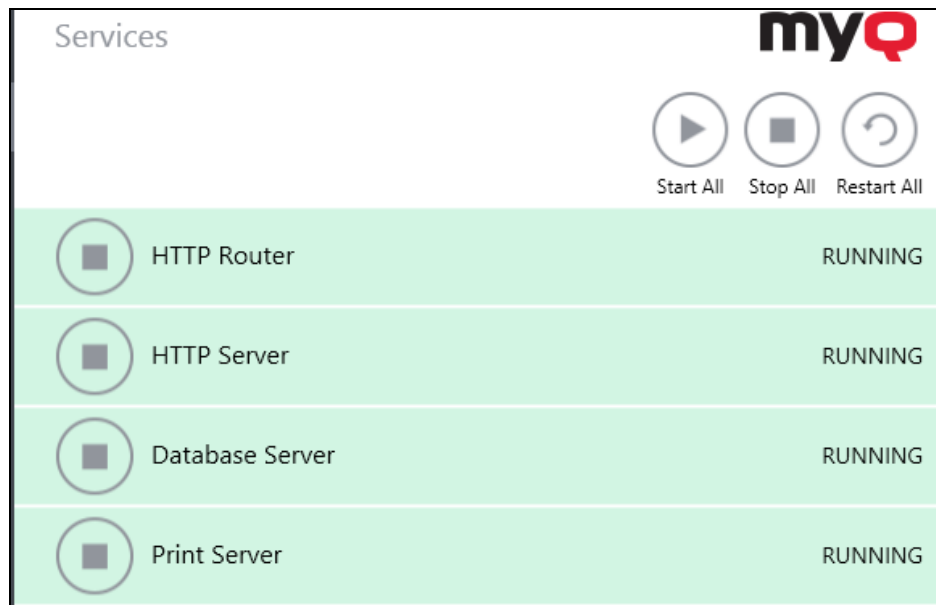 Services
myQ
Start All Stop All Restart All
HTTP Router RUNNING
HTTP Server RUNNING
Database Server RUNNING
Print Server RUNNING